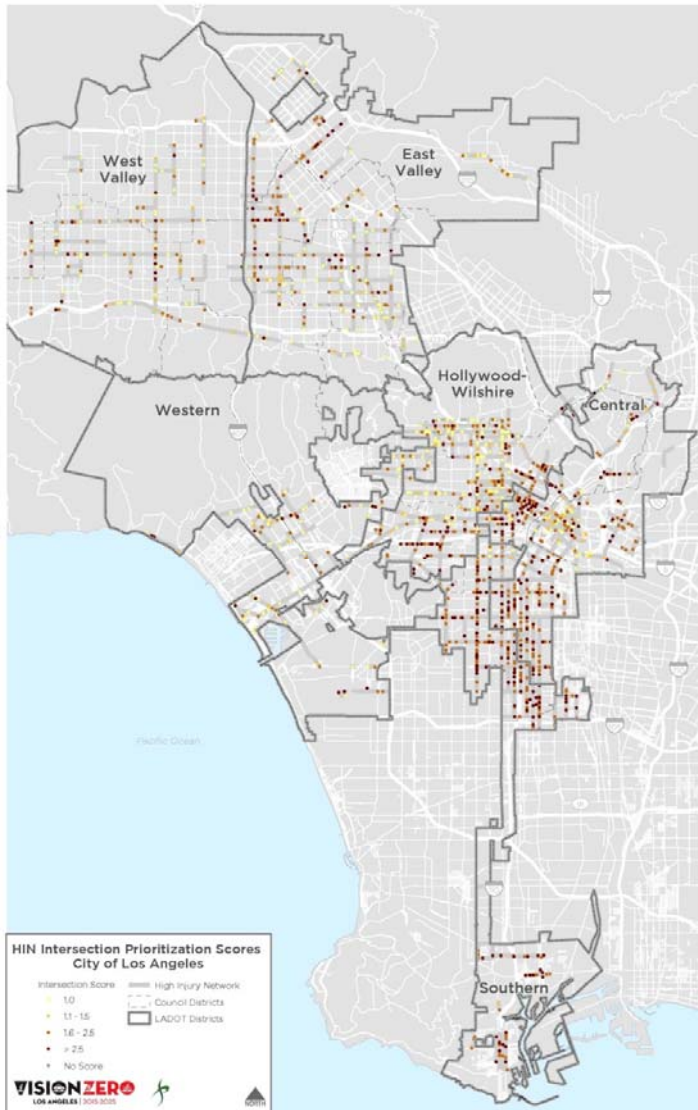 West
Valley
East
Valley
Hollywood-
Wilshire
Central
Western
Pacific Ocean
Southern
HIN Intersection Prioritization Scores
City of Los Angeles
Intersection Score
1.0
1.1 - 1.5
1.6 - 2.5
> 2.5
No Score
High Injury Network
Council Districts
LADOT Districts
VISION ZERO
LOS ANGELES | 2015-2025
NORTH